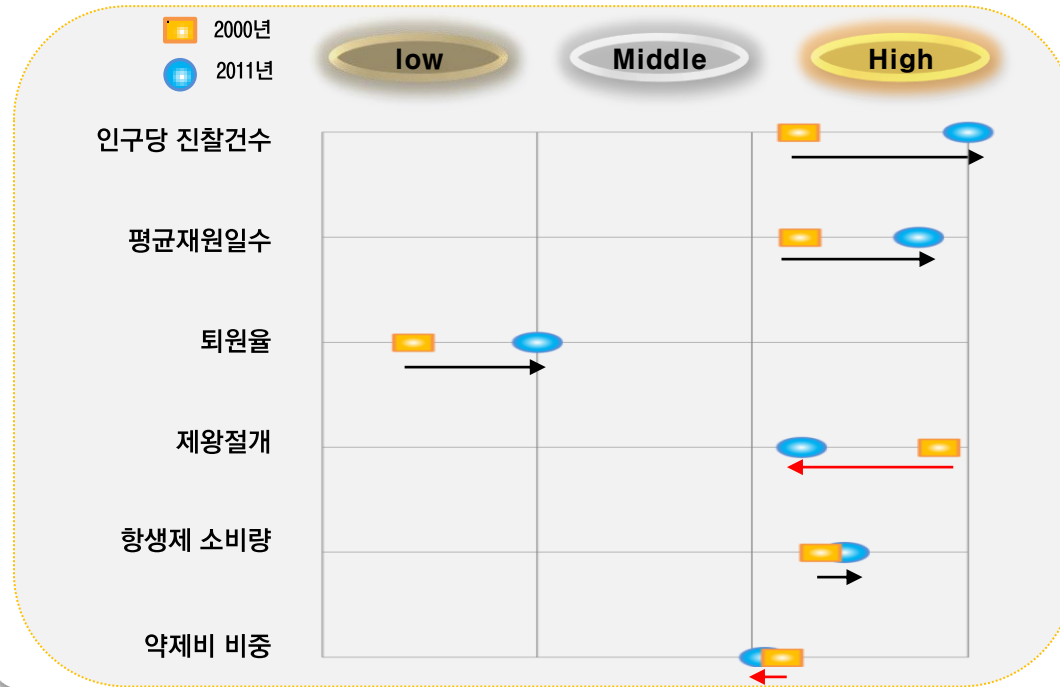 2000년
2011년
low
Middle
High
인구당 진찰건수
평균재원일수
퇴원율
제왕절개
항생제 소비량
약제비 비중